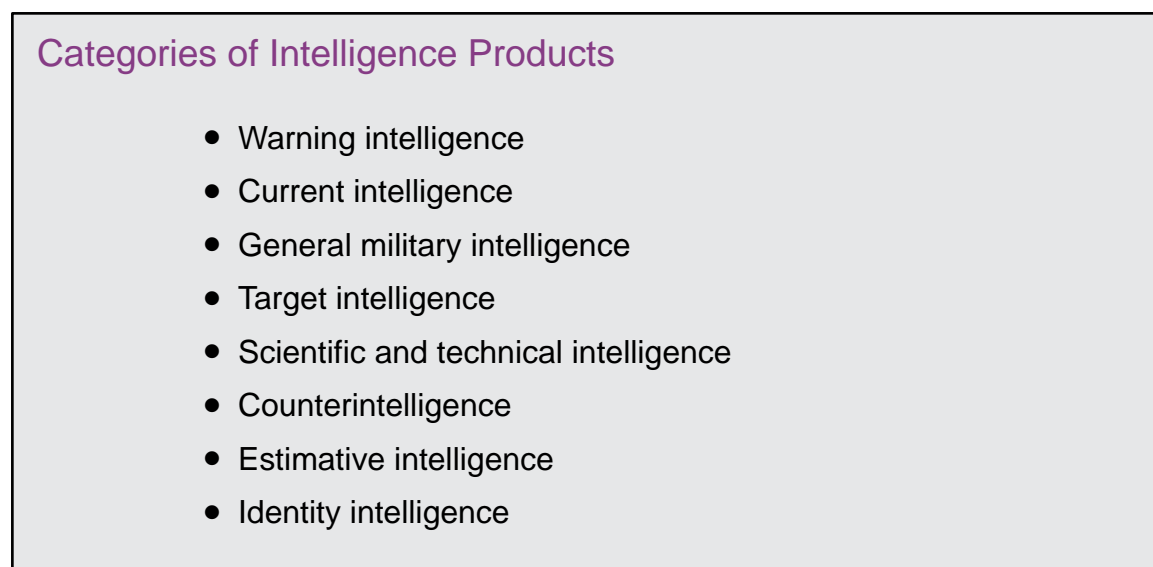 Categories of Intelligence Products
● Warning intelligence
● Current intelligence
● General military intelligence
● Target intelligence
● Scientific and technical intelligence
● Counterintelligence
● Estimative intelligence
● Identity intelligence